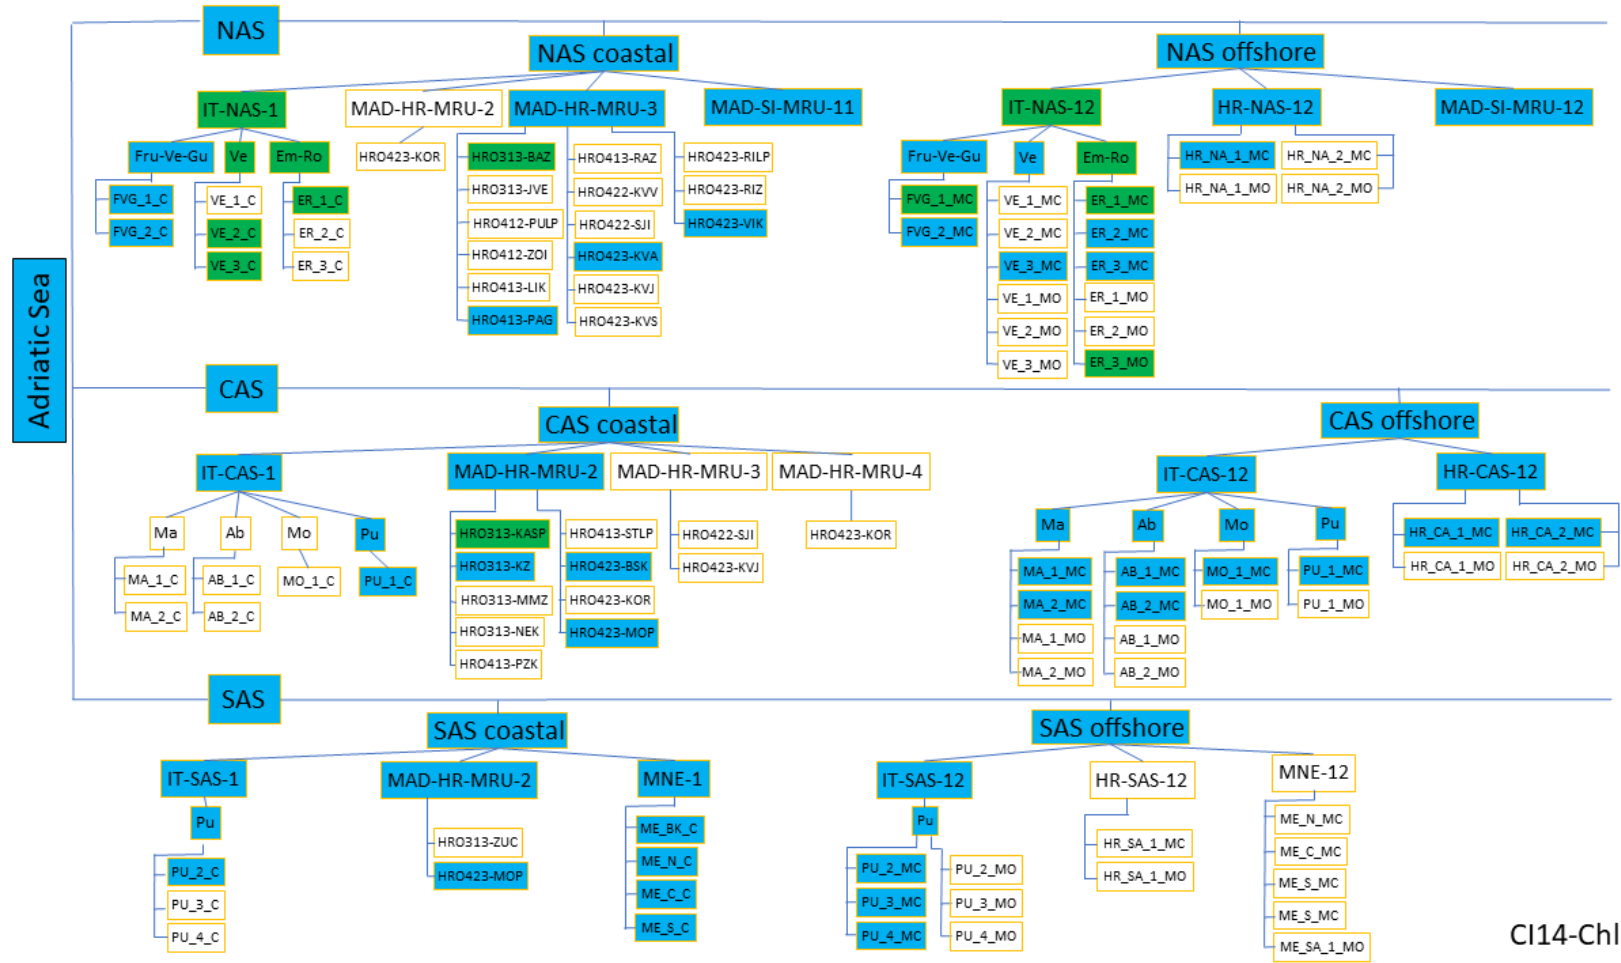 Adriatic Sea
NAS
NAS coastal
NAS offshore
IT-NAS-1
MAD-HR-MRU-2
MAD-HR-MRU-3
MAD-SI-MRU-11
IT-NAS-12
HR-NAS-12
MAD-SI-MRU-12
Fru-Ve-Gu
Ve
Em-Ro
FVG_1_C
FVG_2_C
VE_1_C
VE_2_C
VE_3_C
ER_1_C
ER_2_C
ER_3_C
HRO423-KOR
HRO313-BAZ
HRO313-JVE
HRO412-PULP
HRO412-ZOI
HRO413-LIK
HRO413-PAG
HRO413-RAZ
HRO422-KVV
HRO422-SJI
HRO423-KVA
HRO423-KVJ
HRO423-KVS
HRO423-RILP
HRO423-RIZ
HRO423-VIK
Fru-Ve-Gu
Ve
Em-Ro
FVG_1_MC
FVG_2_MC
VE_1_MC
VE_2_MC
VE_3_MC
VE_1_MO
VE_2_MO
VE_3_MO
ER_1_MC
ER_2_MC
ER_3_MC
ER_1_MO
ER_2_MO
ER_3_MO
HR_NA_1_MC
HR_NA_1_MO
HR_NA_2_MC
HR_NA_2_MO
CAS
CAS coastal
CAS offshore
IT-CAS-1
MAD-HR-MRU-2
MAD-HR-MRU-3
MAD-HR-MRU-4
IT-CAS-12
HR-CAS-12
Ma
Ab
Mo
Pu
MA_1_C
MA_2_C
AB_1_C
AB_2_C
MO_1_C
PU_1_C
HRO313-KASP
HRO313-KZ
HRO313-MMZ
HRO313-NEK
HRO413-PZK
HRO413-STLP
HRO423-BSK
HRO423-KOR
HRO423-MOP
HRO422-SJI
HRO423-KVJ
HRO423-KOR
Ma
Ab
Mo
Pu
MA_1_MC
MA_2_MC
MA_1_MO
MA_2_MO
AB_1_MC
AB_2_MC
AB_1_MO
AB_2_MO
MO_1_MC
MO_1_MO
PU_1_MC
PU_1_MO
HR_CA_1_MC
HR_CA_1_MO
HR_CA_2_MC
HR_CA_2_MO
SAS
SAS coastal
SAS offshore
IT-SAS-1
MAD-HR-MRU-2
MNE-1
IT-SAS-12
HR-SAS-12
MNE-12
Pu
PU_2_C
PU_3_C
PU_4_C
HRO313-ZUC
HRO423-MOP
ME_BK_C
ME_N_C
ME_C_C
ME_S_C
Pu
PU_2_MC
PU_3_MC
PU_4_MC
PU_2_MO
PU_3_MO
PU_4_MO
HR_SA_1_MC
HR_SA_1_MO
ME_N_MC
ME_C_MC
ME_S_MC
ME_S_MC
ME_SA_1_MO
CI14-Chl